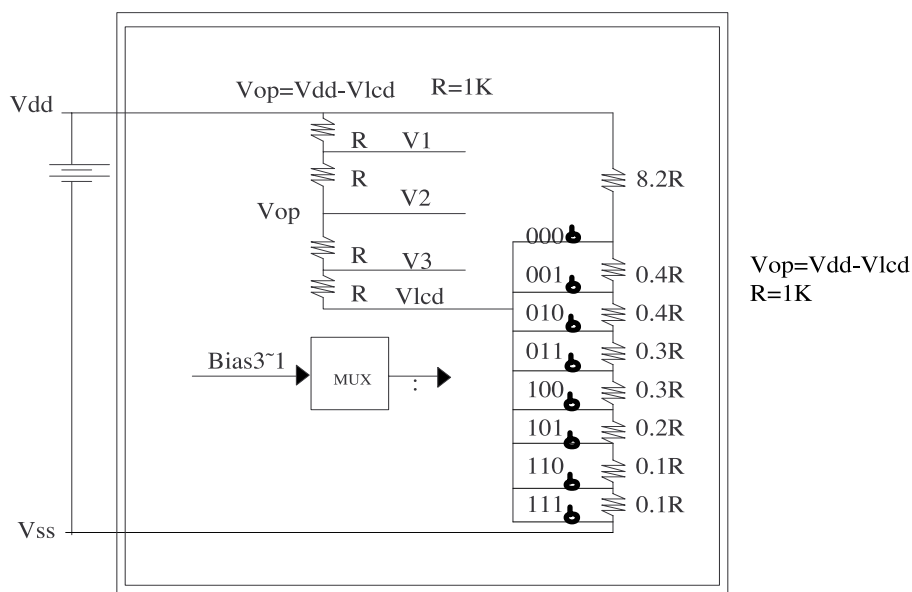 Vop=Vdd-Vlcd R=1K
Vdd
R V1
R
8.2R
Vop
V2
000
R V3
001
0.4R
Vop=Vdd-Vlcd
R=1K
R Vlcd
010
0.4R
Bias3~1
MUX
:
011
0.3R
100
0.3R
101
0.2R
110
0.1R
111
0.1R
Vss